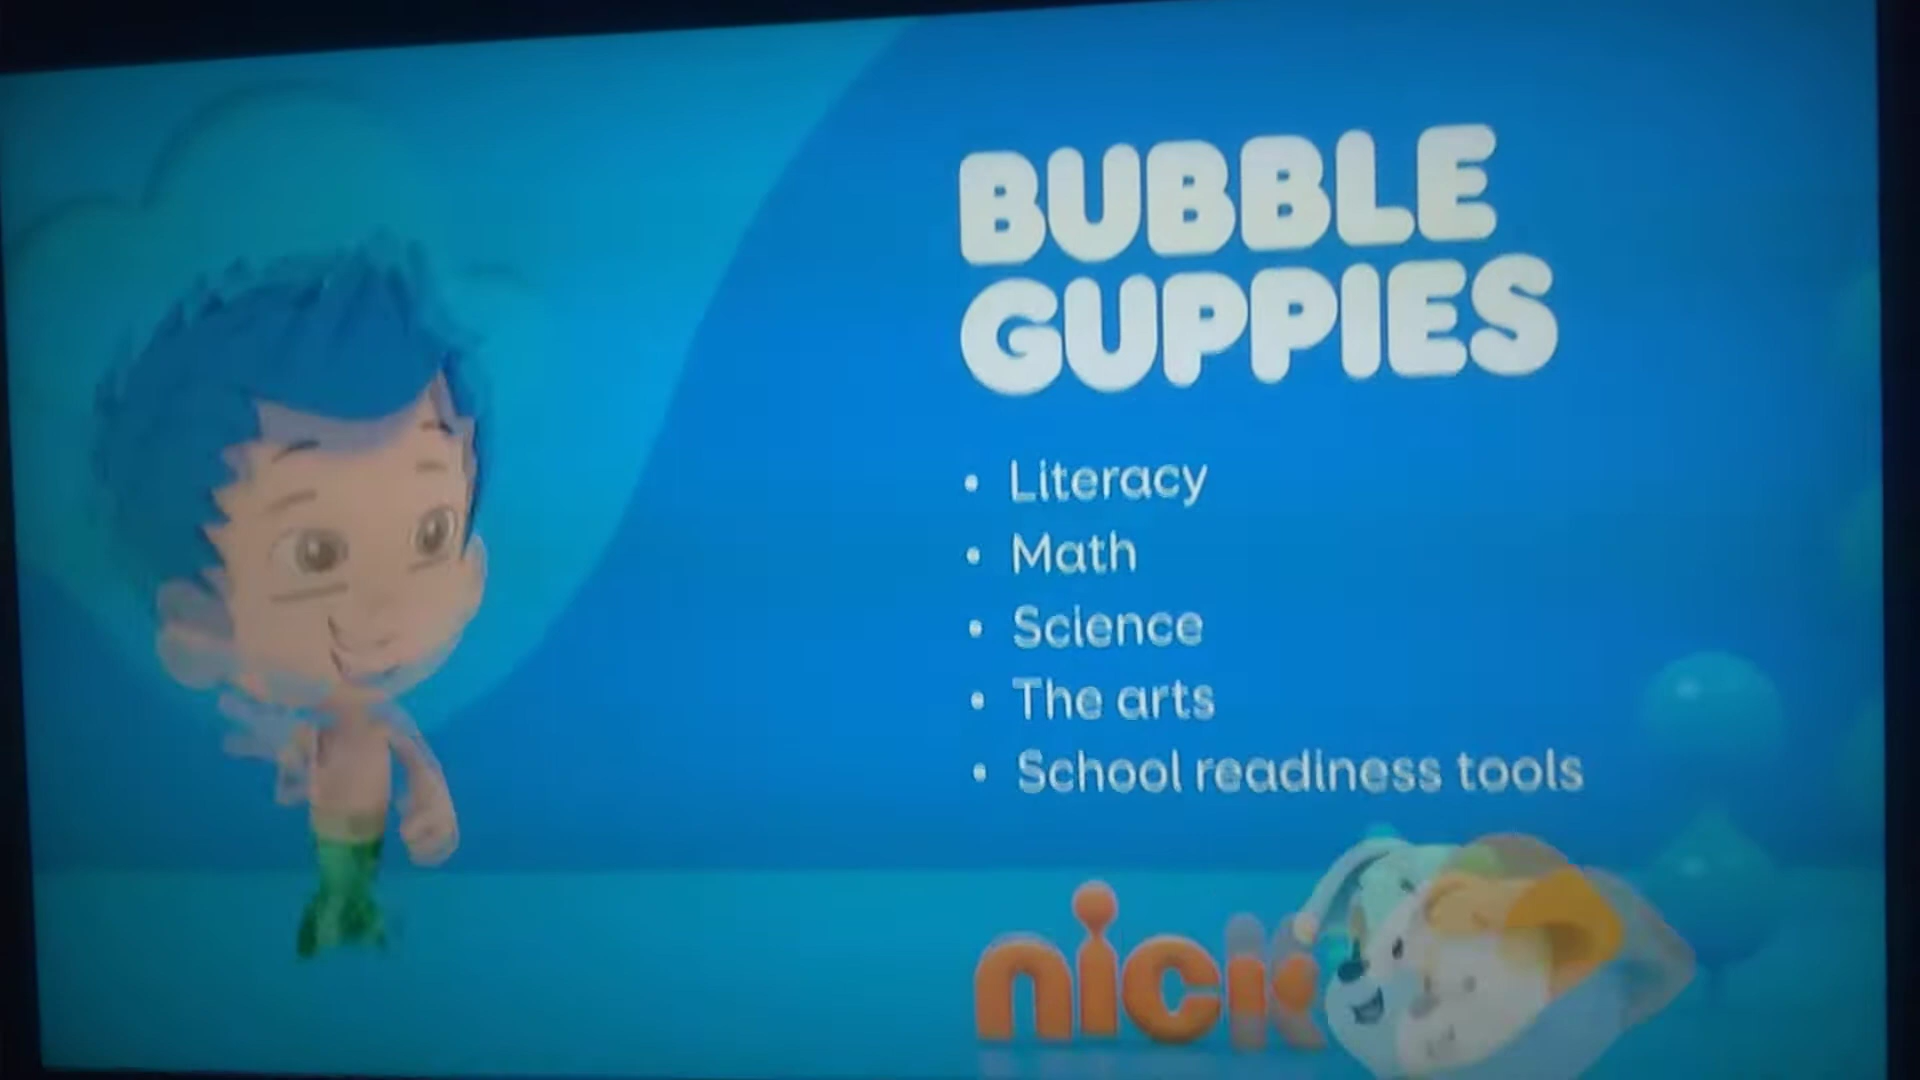 BUBBLE
GUPPIES
• Literacy
• Math
• Science
• The arts
• School readiness tools
nick